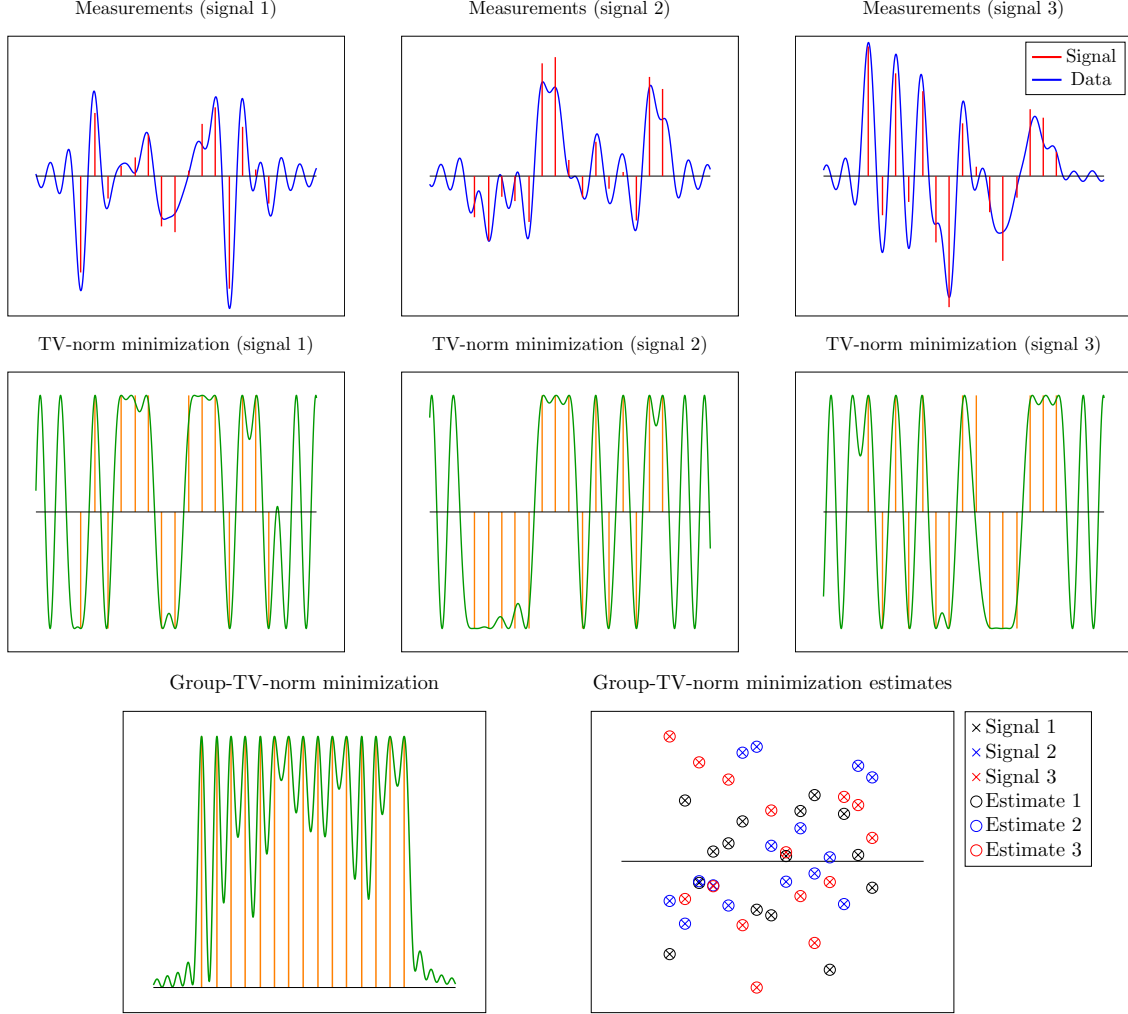 Measurements (signal 1)
Measurements (signal 2)
Measurements (signal 3)
Signal
Data
TV-norm minimization (signal 1)
TV-norm minimization (signal 2)
TV-norm minimization (signal 3)
Group-TV-norm minimization
Group-TV-norm minimization estimates
Signal 1
Signal 2
Signal 3
Estimate 1
Estimate 2
Estimate 3